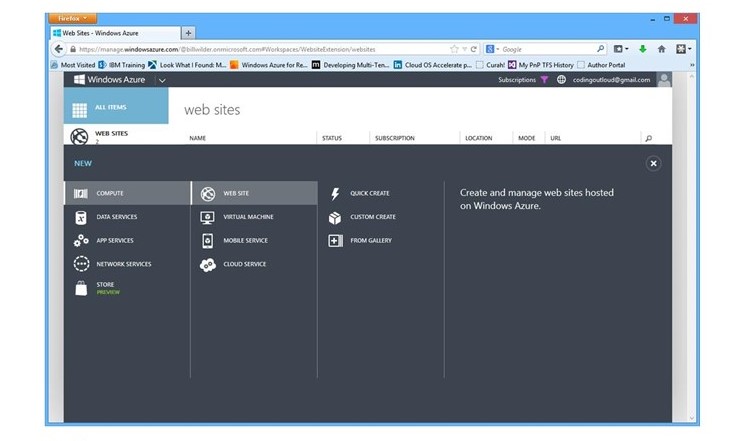 Firefox
Web Sites - Windows Azure
https://manage.windowsazure.com/@billwilder.onmicrosoft.com#Workspaces/WebsiteExtension/websites
Google
Most Visited IBM Training Look What I Found: M... Windows Azure for Re... Developing Multi-Ten... Cloud OS Accelerate p... Curah! My PnP TFS History Author Portal
Windows Azure Subscriptions codingoutloud@gmail.com
ALL ITEMS
web sites
WEB SITES
2
NAME STATUS SUBSCRIPTION LOCATION MODE URL
NEW
COMPUTE WEB SITE QUICK CREATE Create and manage web sites hosted
on Windows Azure.
DATA SERVICES VIRTUAL MACHINE CUSTOM CREATE
APP SERVICES MOBILE SERVICE FROM GALLERY
NETWORK SERVICES CLOUD SERVICE
STORE
PREVIEW